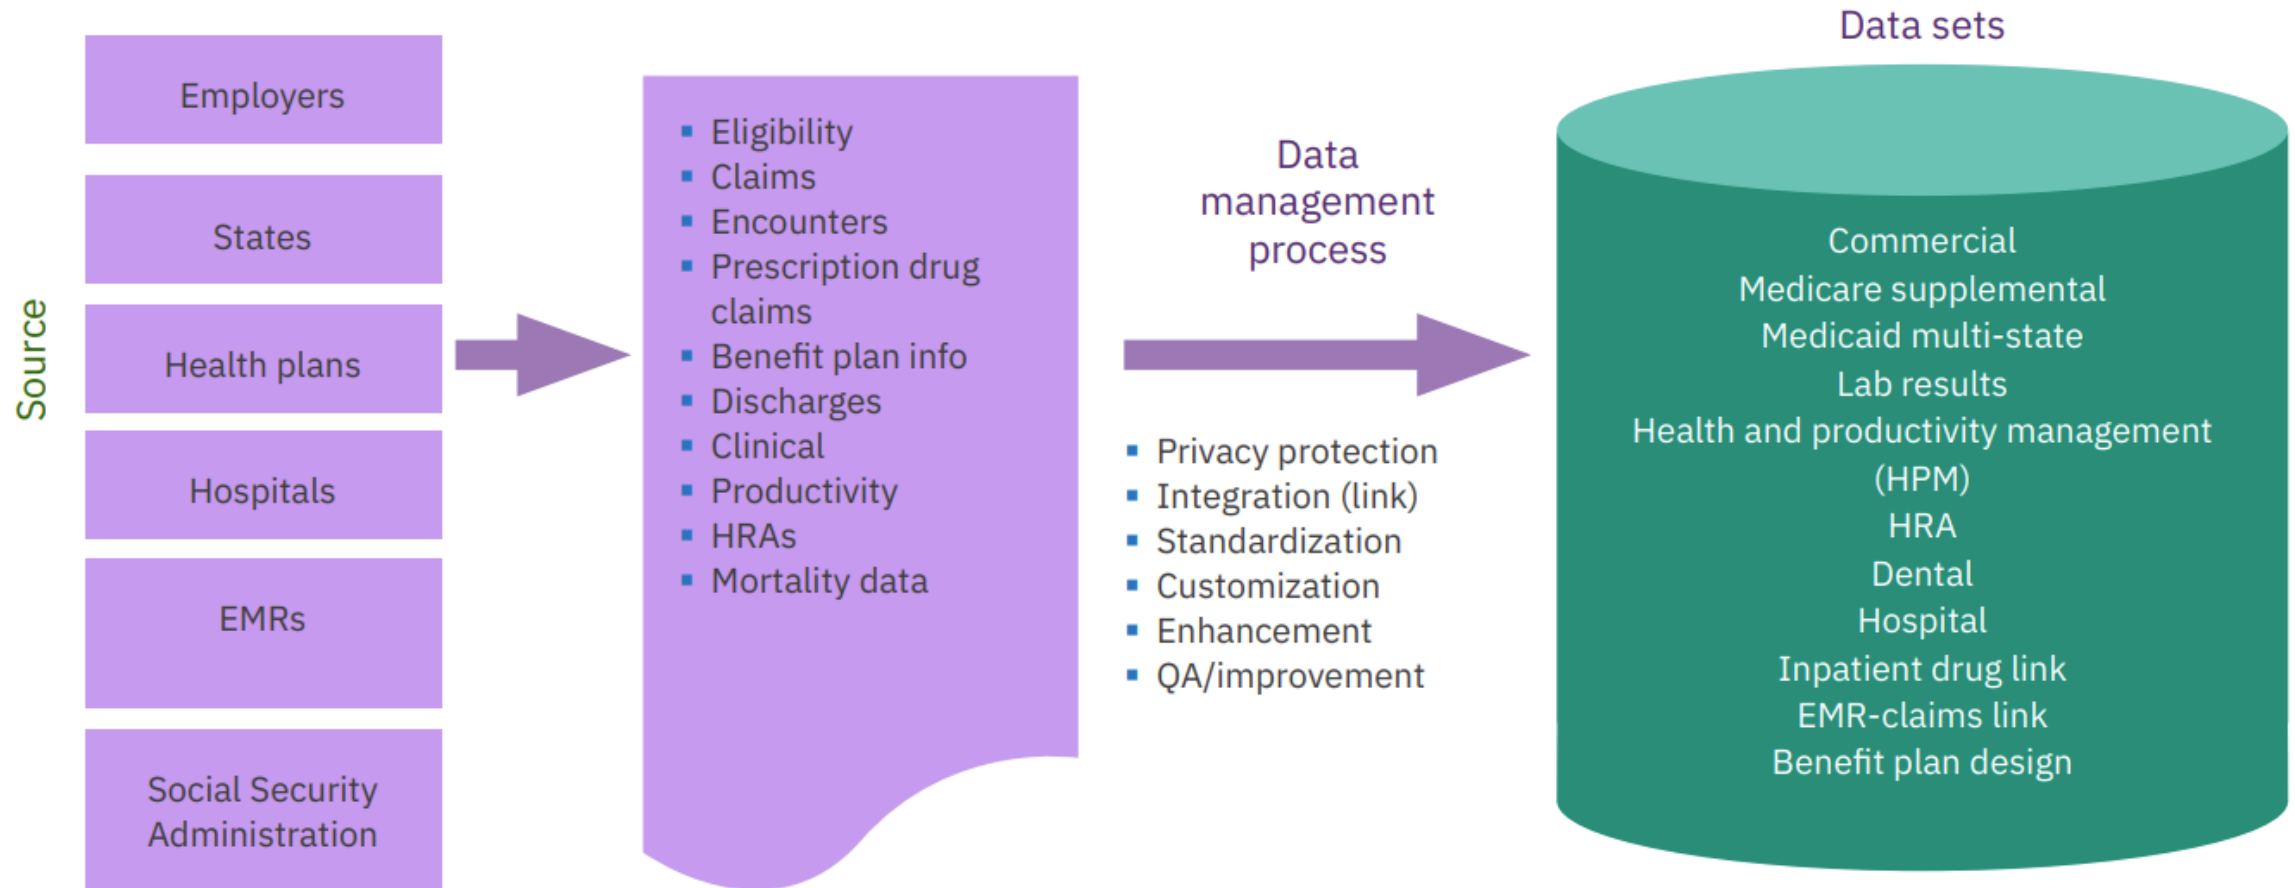 Source
Employers
States
Health plans
Hospitals
EMRs
Social Security
Administration
▪ Eligibility
▪ Claims
▪ Encounters
▪ Prescription drug
claims
▪ Benefit plan info
▪ Discharges
▪ Clinical
▪ Productivity
▪ HRAs
▪ Mortality data
Data
management
process
▪ Privacy protection
▪ Integration (link)
▪ Standardization
▪ Customization
▪ Enhancement
▪ QA/improvement
Data sets
Commercial
Medicare supplemental
Medicaid multi-state
Lab results
Health and productivity management
(HPM)
HRA
Dental
Hospital
Inpatient drug link
EMR-claims link
Benefit plan design